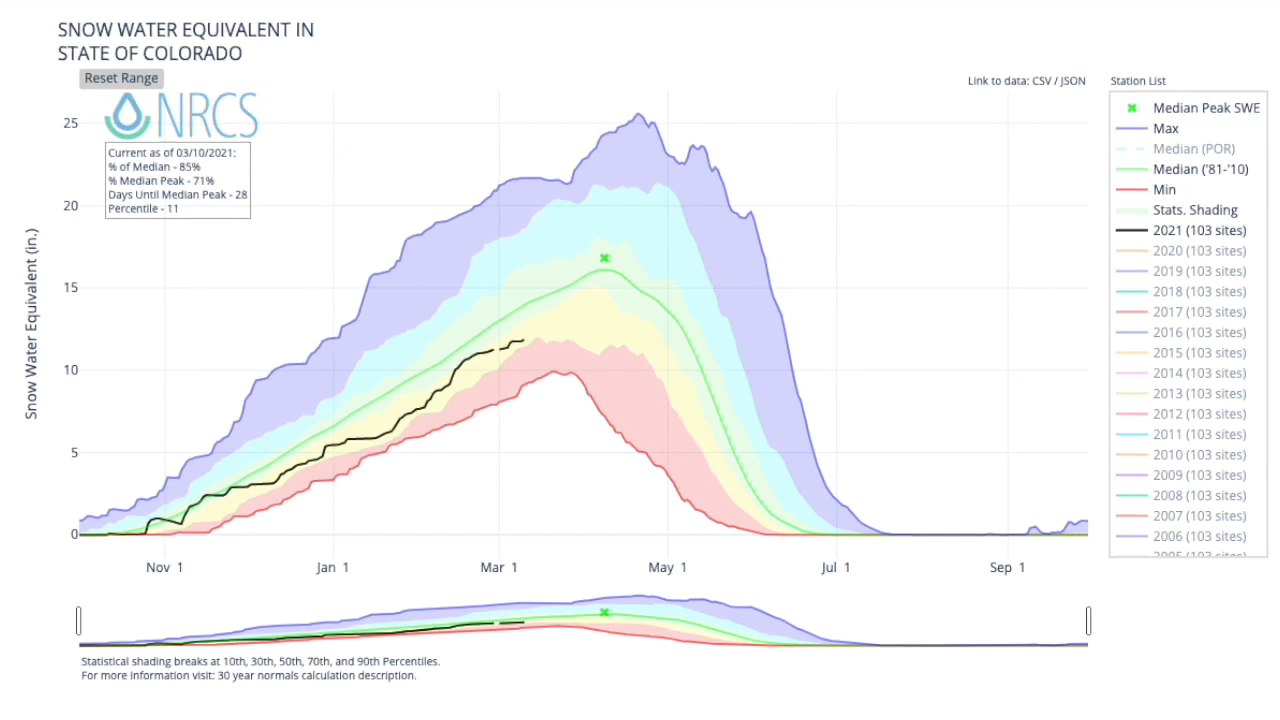 SNOW WATER EQUIVALENT IN
STATE OF COLORADO
Reset Range
Link to data: CSV / JSON
Station List
NRCS
Current as of 03/10/2021:
% of Median - 85%
% Median Peak - 71%
Days Until Median Peak - 28
Percentile - 11
Snow Water Equivalent (in.)
25
20
15
10
5
0
Nov 1
Jan 1
Mar 1
May 1
Jul 1
Sep 1
Median Peak SWE
Max
Median (POR)
Median ('81-'10)
Min
Stats. Shading
2021 (103 sites)
2020 (103 sites)
2019 (103 sites)
2018 (103 sites)
2017 (103 sites)
2016 (103 sites)
2015 (103 sites)
2014 (103 sites)
2013 (103 sites)
2012 (103 sites)
2011 (103 sites)
2010 (103 sites)
2009 (103 sites)
2008 (103 sites)
2007 (103 sites)
2006 (103 sites)
2005 (103 sites)
Statistical shading breaks at 10th, 30th, 50th, 70th, and 90th Percentiles.
For more information visit: 30 year normals calculation description.